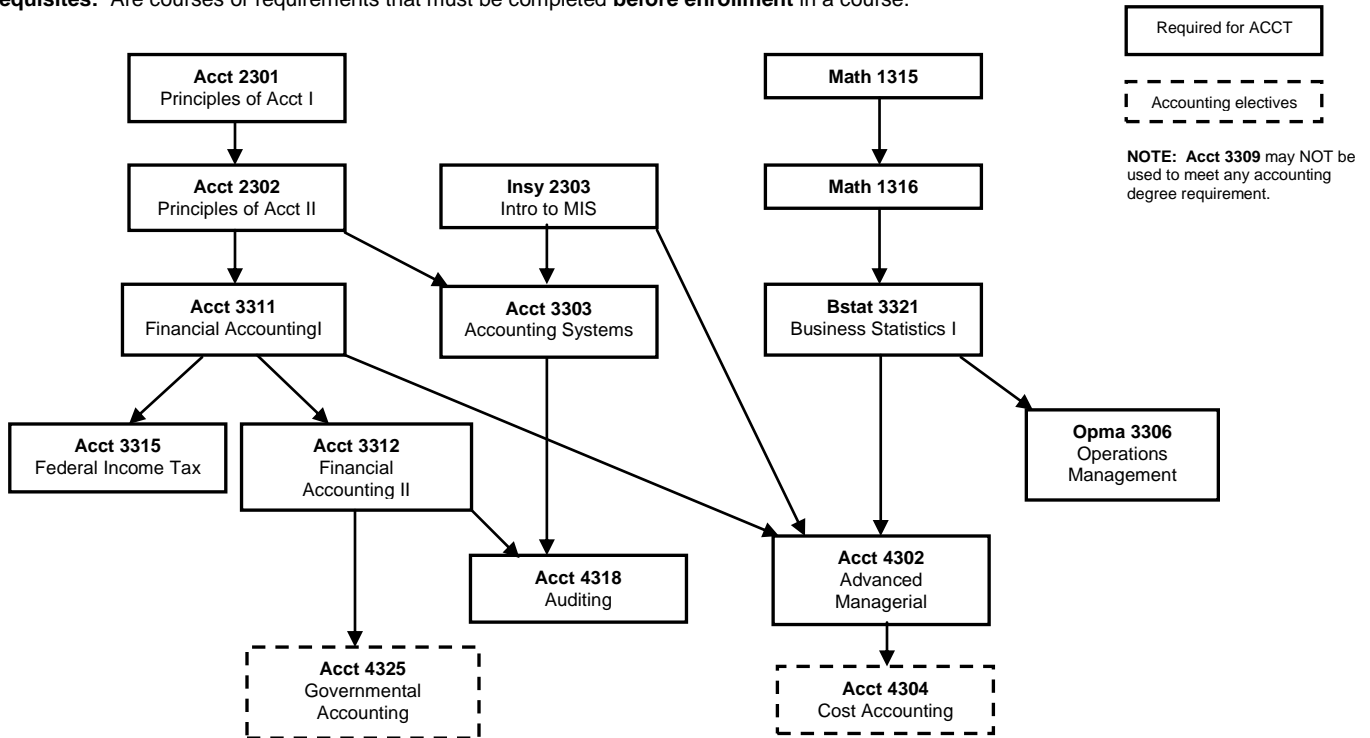 equisites: Are courses or requirements that must be completed before enrollment in a course.
Required for ACCT
Acct 2301
Principles of Acct I
Math 1315
Accounting electives
NOTE: Acct 3309 may NOT be
used to meet any accounting
degree requirement.
Acct 2302
Principles of Acct II
Insy 2303
Intro to MIS
Math 1316
Acct 3311
Financial AccountingI
Acct 3303
Accounting Systems
Bstat 3321
Business Statistics I
Acct 3315
Federal Income Tax
Acct 3312
Financial
Accounting II
Opma 3306
Operations
Management
Acct 4318
Auditing
Acct 4302
Advanced
Managerial
Acct 4325
Governmental
Accounting
Acct 4304
Cost Accounting